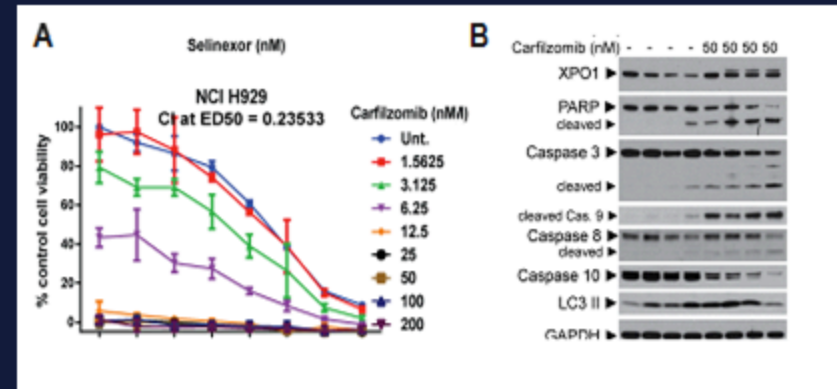 A
Selinexor (nM)
NCI H929
CI at ED50 = 0.23533
% control cell viability
100
80
60
40
20
0
Carfilzomib (nM)
Unt.
1.5625
3.125
6.25
12.5
25
50
100
200
B
Carfilzomib (nM) - - - - 50 50 50 50
XPO1
PARP
cleaved
Caspase 3
cleaved
cleaved Cas. 9
Caspase 8
cleaved
Caspase 10
LC3 II
GAPDH